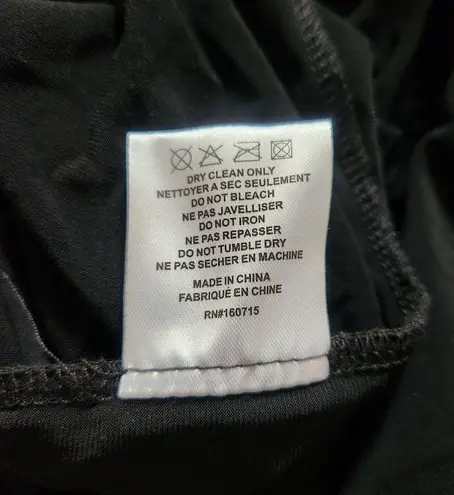 DRY CLEAN ONLY
NETTOYER A SEC SEULEMENT
DO NOT BLEACH
NE PAS JAVELLISER
DO NOT IRON
NE PAS REPASSER
DO NOT TUMBLE DRY
NE PAS SECHER EN MACHINE
MADE IN CHINA
FABRIQUÉ EN CHINE
RN#160715